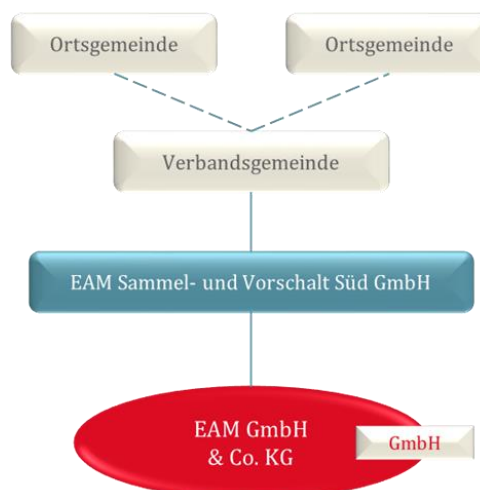 Ortsgemeinde
Ortsgemeinde
Verbandsgemeinde
EAM Sammel- und Vorschalt Süd GmbH
EAM GmbH
& Co. KG
GmbH